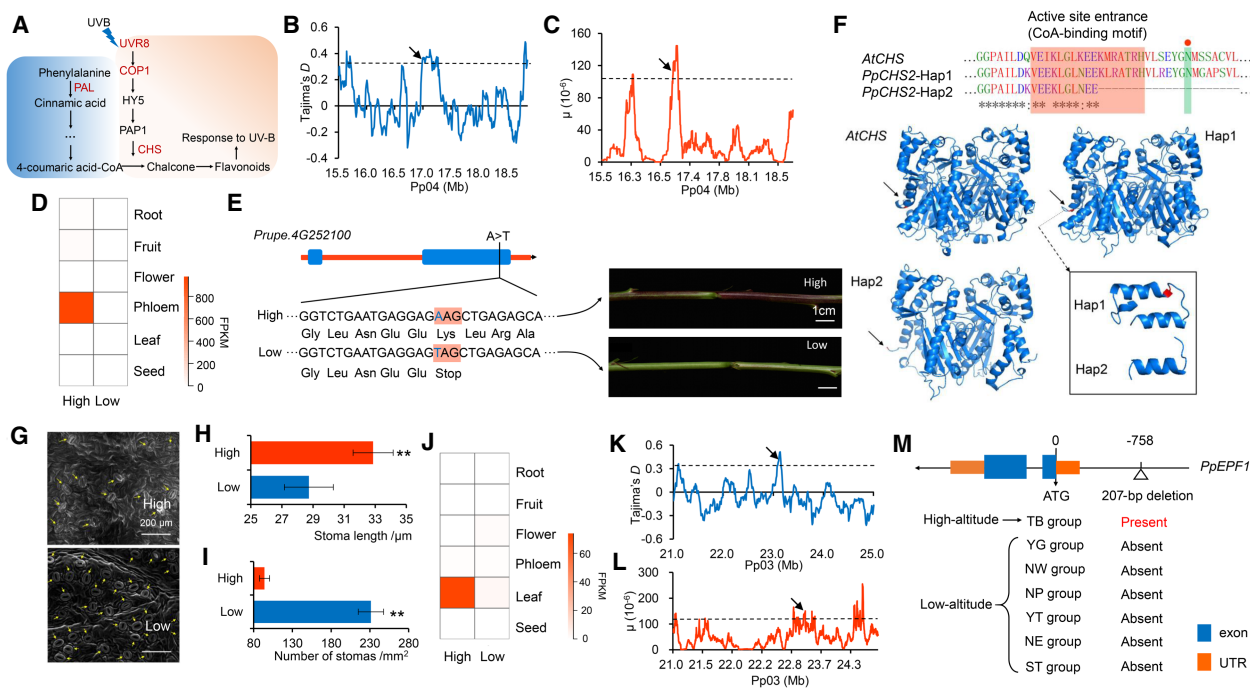 A
UVB
UVR8
COP1
HY5
PAP1
CHS
Phenylalanine
PAL
Cinnamic acid
...
4-coumaric acid-CoA
Chalcone
Flavonoids
Response to UV-B
B
Tajima's D
0.6
0.4
0.2
0
-0.2
-0.4
15.5 16.0 16.5 17.0 17.1 18.0 18.5
Pp04 (Mb)
C
μ (10⁻⁶)
160
120
80
40
0
15.5 16.3 16.5 17.4 17.8 18.1 18.5
Pp04 (Mb)
D
Root
Fruit
Flower
Phloem
Leaf
Seed
High Low
800
600
400
200
0
FPKM
E
Prupe.4G252100
A>T
High ··· GGTCTGAATGAGGAGAAGCTGAGAGCA ···
Gly Leu Asn Glu Glu Lys Leu Arg Ala
Low ··· GGTCTGAATGAGGAGTAGCTGAGAGCA ···
Gly Leu Asn Glu Glu Stop
High
1cm
Low
F
Active site entrance
(CoA-binding motif)
AtCHS GGPAILDQVEIKLGLKEEKMRATRHVLSEYGNMSSACVL...
PpCHS2-Hap1 GGPAILDKVEEKLGLNEEKLRATRHVLREYGNMGAPSVL..
PpCHS2-Hap2 GGPAILDKVEEKLGLNEE---------------------...
*******:** ****:**
AtCHS
Hap1
Hap2
Hap1
Hap2
G
High
200 μm
Low
H
High
Low
25 27 29 31 33 35
Stoma length /μm
**
I
High
Low
80 130 180 230 280
Number of stomas /mm²
**
J
Root
Fruit
Flower
Phloem
Leaf
Seed
High Low
60
40
20
0
FPKM
K
Tajima's D
0.6
0.3
0
-0.3
-0.6
21.0 22.0 23.1 24.0 25.0
Pp03 (Mb)
L
μ (10⁻⁶)
300
200
100
0
21.0 21.5 22.0 22.2 22.8 23.7 24.3
Pp03 (Mb)
M
0
-758
PpEPF1
ATG
207-bp deletion
High-altitude TB group Present
YG group Absent
NW group Absent
NP group Absent
Low-altitude YT group Absent
NE group Absent
ST group Absent
exon
UTR